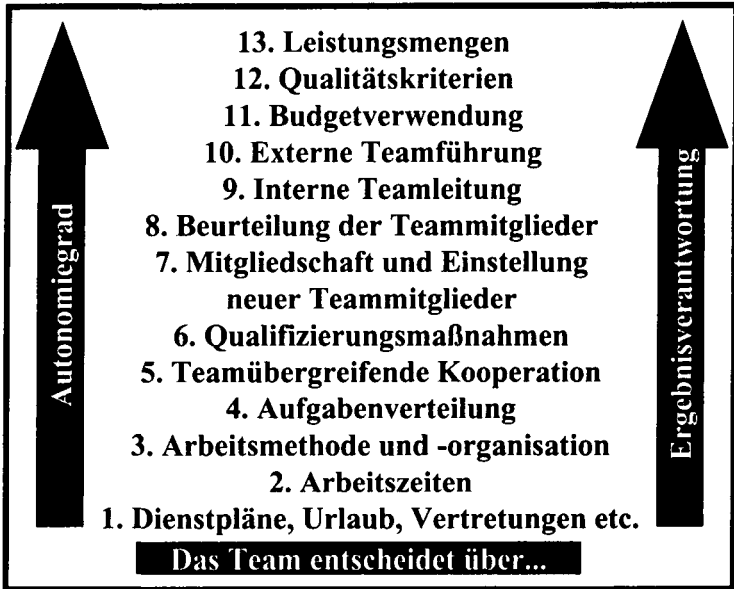 13. Leistungsmengen
12. Qualitätskriterien
11. Budgetverwendung
10. Externe Teamführung
9. Interne Teamleitung
8. Beurteilung der Teammitglieder
7. Mitgliedschaft und Einstellung
neuer Teammitglieder
6. Qualifizierungsmaßnahmen
5. Teamübergreifende Kooperation
4. Aufgabenverteilung
3. Arbeitsmethode und -organisation
2. Arbeitszeiten
1. Dienstpläne, Urlaub, Vertretungen etc.
Das Team entscheidet über...
Autonomiegrad
Ergebnisverantwortung